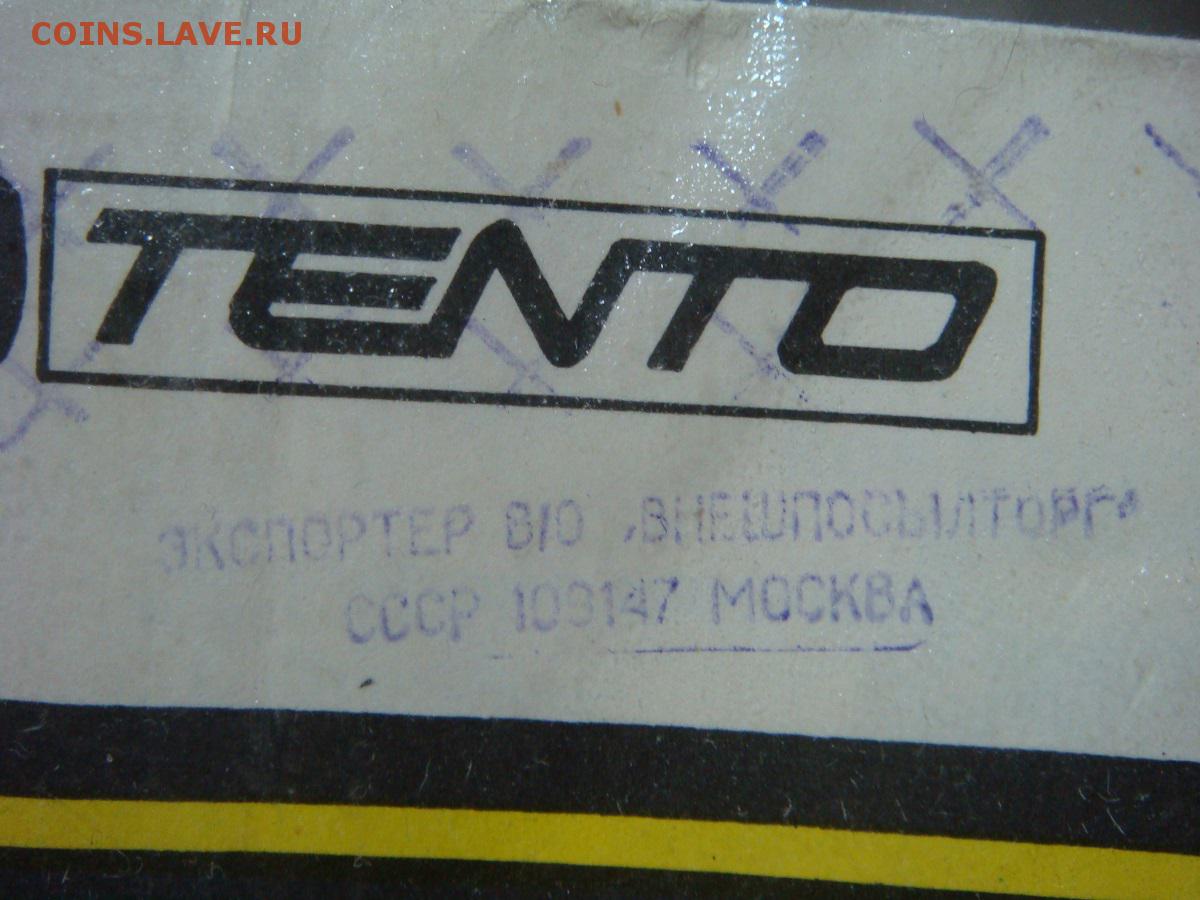 COINS.LAVE.RU
TENTO
ЭКСПОРТЕР В/О „ВНЕШПОСЫЛТОРГ"
СССР 109147 МОСКВА